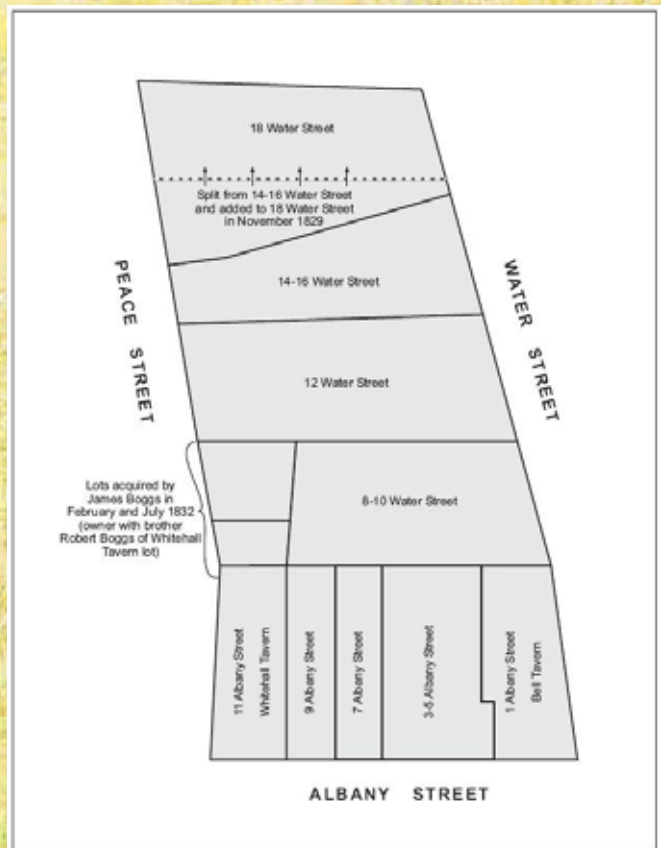 18 Water Street
Split from 14-16 Water Street
and added to 18 Water Street
in November 1829
14-16 Water Street
PEACE STREET
WATER STREET
12 Water Street
Lots acquired by
James Boggs in
February and July 1832
(owner with brother
Robert Boggs of Whitehall
Tavern lot)
8-10 Water Street
11 Albany Street
Whitehall Tavern
9 Albany Street
7 Albany Street
3-5 Albany Street
1 Albany Street
Bell Tavern
ALBANY STREET